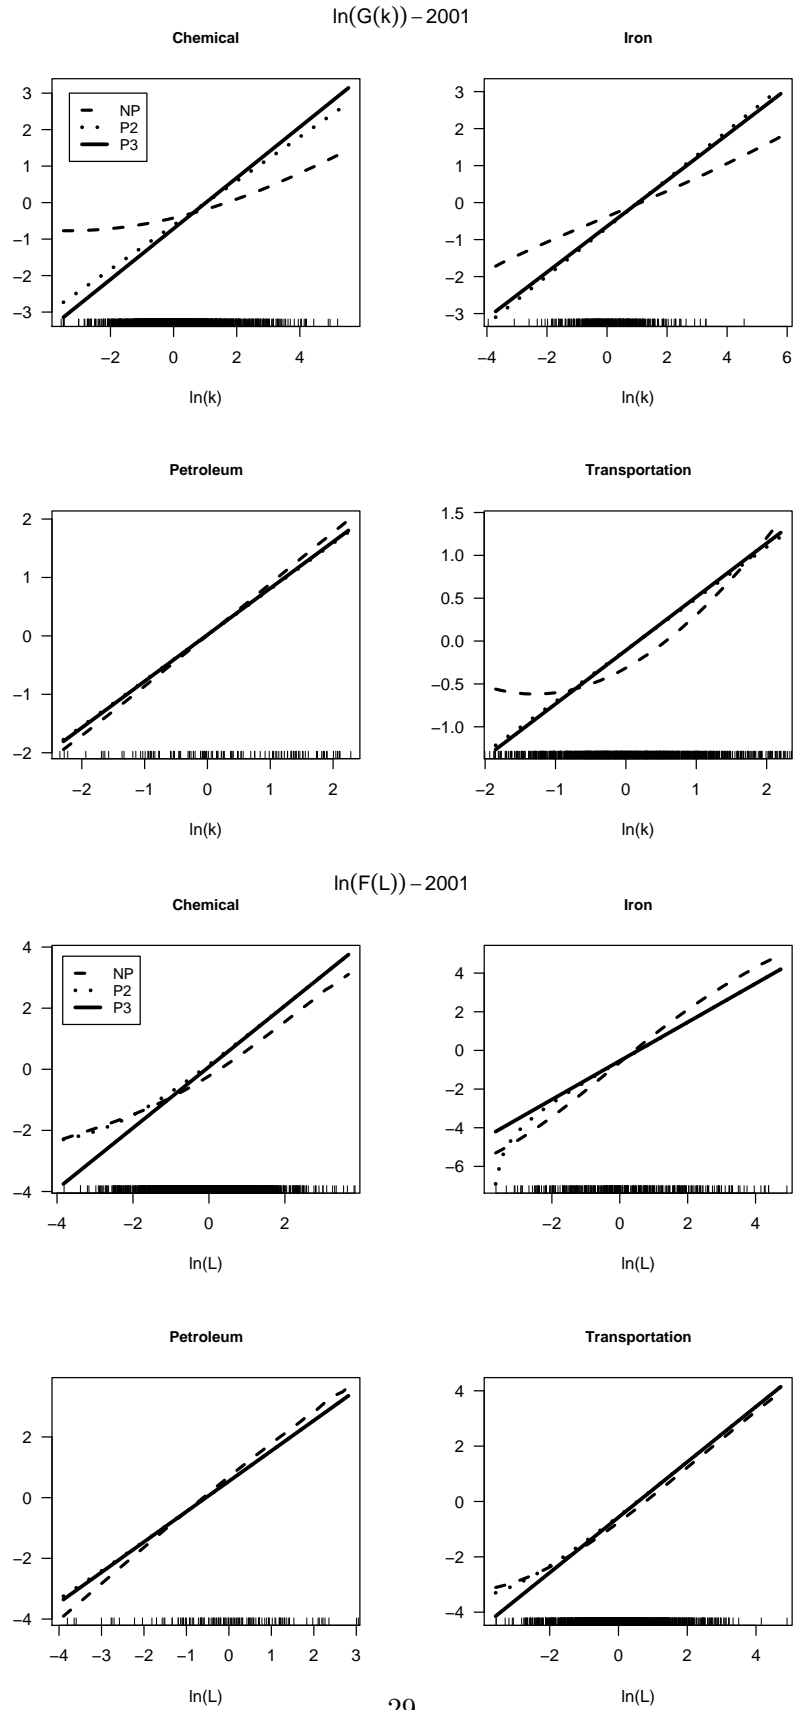 ln(G(k)) – 2001
Chemical
Iron
3
2
1
0
−1
−2
−3
NP
P2
P3
−2 0 2 4
ln(k)
3
2
1
0
−1
−2
−3
−4 −2 0 2 4 6
ln(k)
Petroleum
Transportation
2
1
0
−1
−2
−2 −1 0 1 2
ln(k)
1.5
1.0
0.5
0.0
−0.5
−1.0
−2 −1 0 1 2
ln(k)
ln(F(L)) – 2001
Chemical
Iron
4
2
0
−2
−4
NP
P2
P3
−4 −2 0 2
ln(L)
4
2
0
−2
−4
−6
−2 0 2 4
ln(L)
Petroleum
Transportation
2
0
−2
−4
−4 −3 −2 −1 0 1 2 3
ln(L)
4
2
0
−2
−4
−2 0 2 4
ln(L)
29